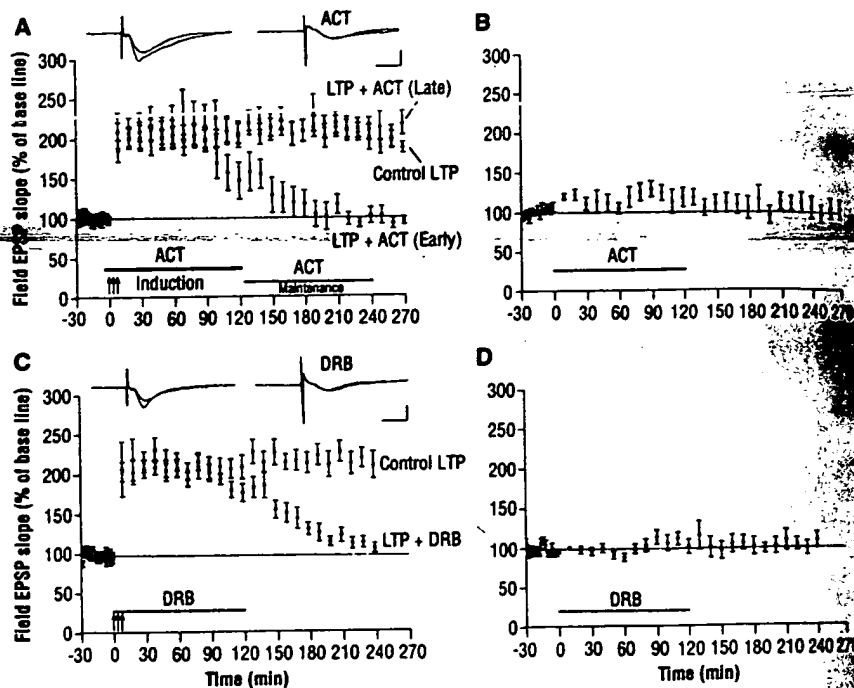 A
ACT
Field EPSP slope (% of base line)
300
250
200
150
100
50
0
LTP + ACT (Late)
Control LTP
LTP + ACT (Early)
ACT
Induction
ACT
Maintenance
-30 0 30 60 90 120 150 180 210 240 270
B
300
250
200
150
100
50
0
ACT
-30 0 30 60 90 120 150 180 210 240 270
C
DRB
Field EPSP slope (% of base line)
300
250
200
150
100
50
0
Control LTP
LTP + DRB
DRB
-30 0 30 60 90 120 150 180 210 240 270
Time (min)
D
300
250
200
150
100
50
0
DRB
-30 0 30 60 90 120 150 180 210 240 270
Time (min)